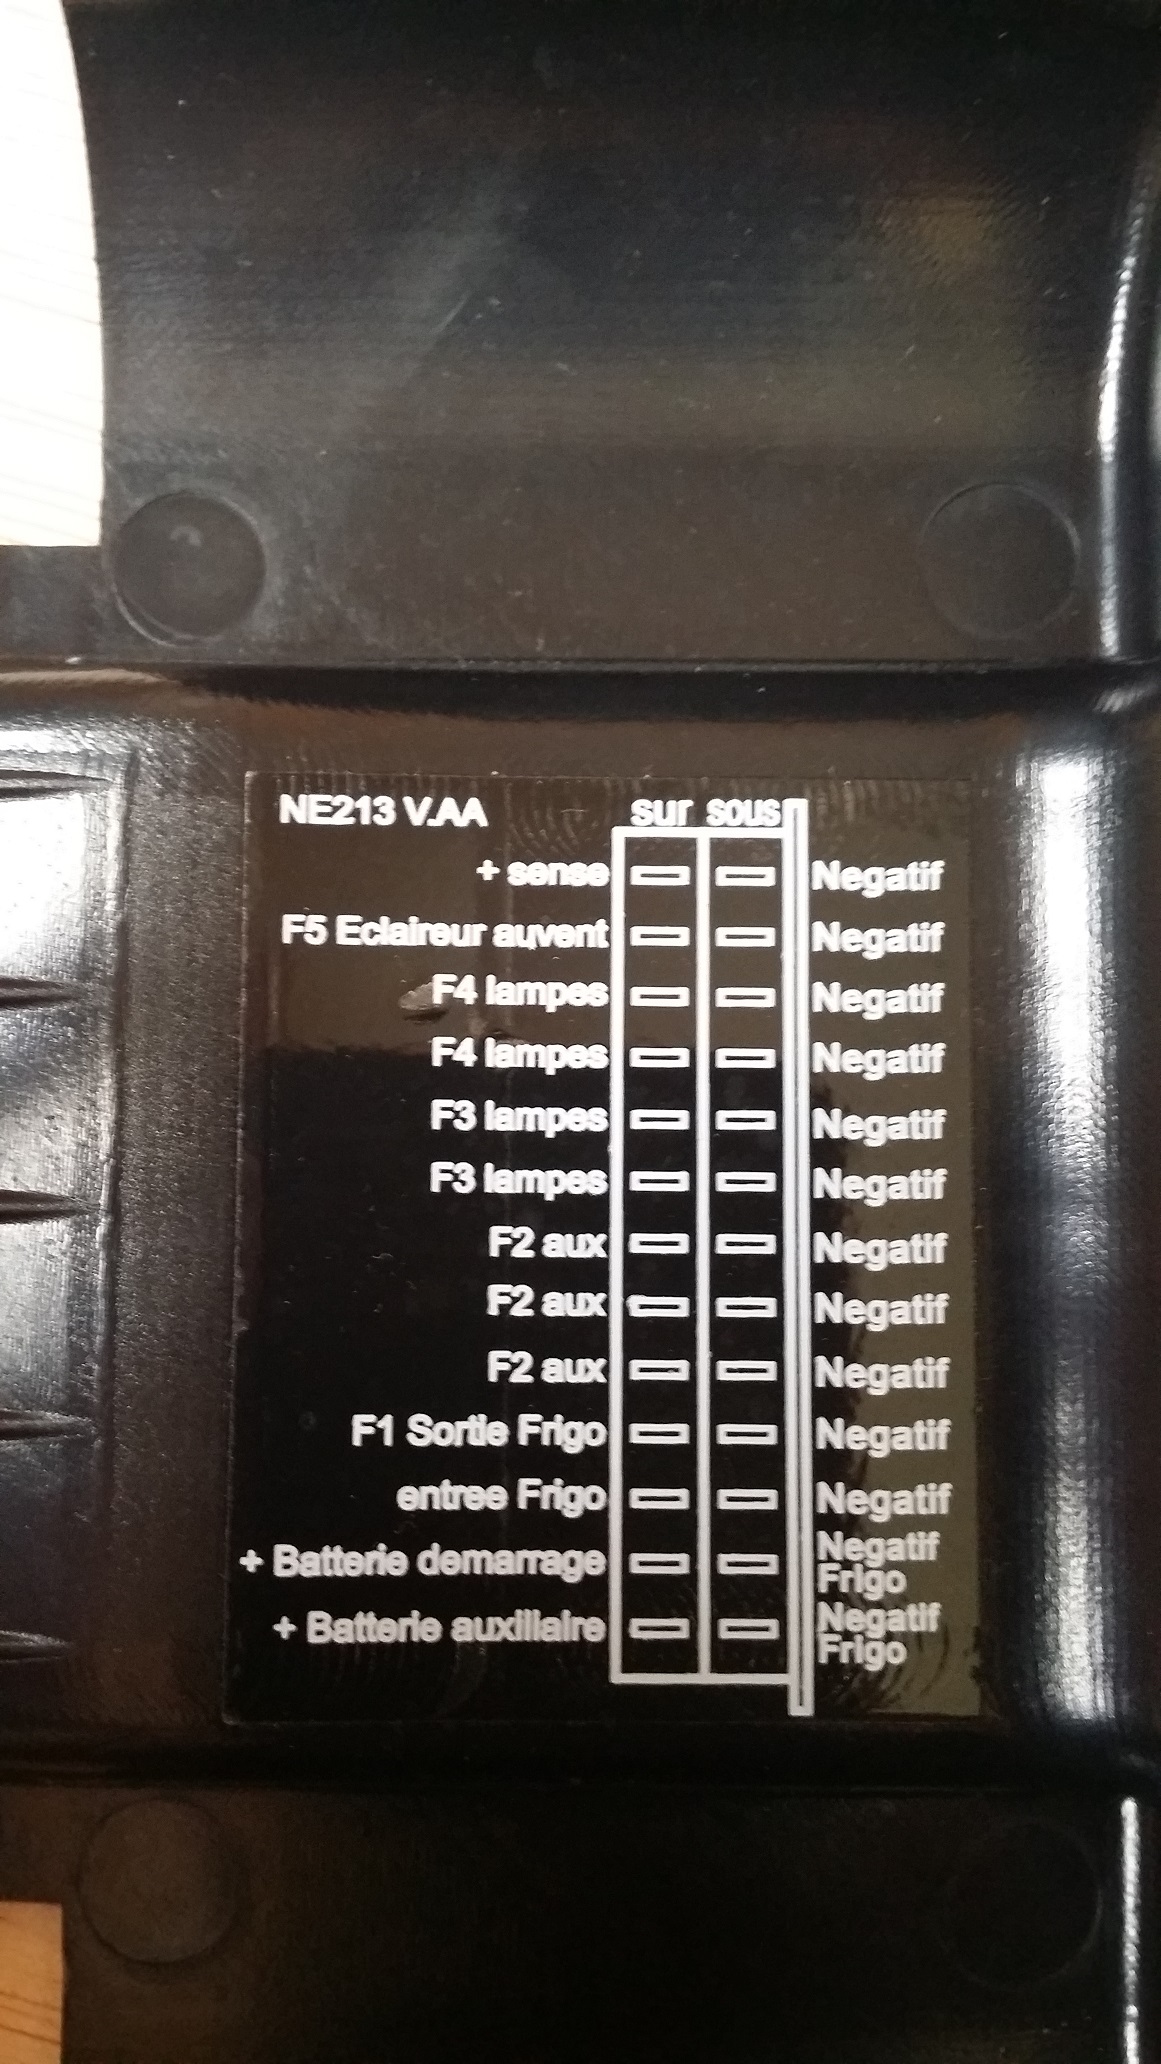 NE213 V.AA sur sous
+ sense Negatif
F5 Eclaireur auvent Negatif
F4 lampes Negatif
F4 lampes Negatif
F3 lampes Negatif
F3 lampes Negatif
F2 aux Negatif
F2 aux Negatif
F2 aux Negatif
F1 Sortie Frigo Negatif
entree Frigo Negatif
+ Batterie demarrage Negatif
Frigo
+ Batterie auxiliaire Negatif
Frigo